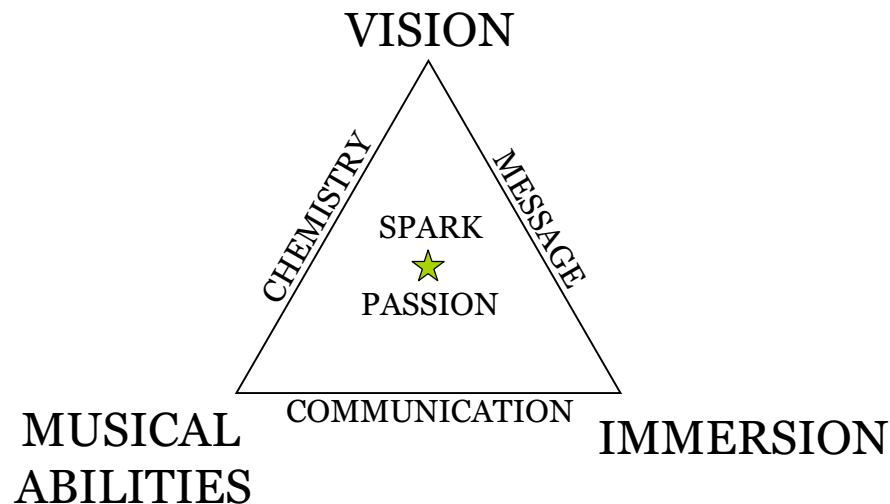 VISION
CHEMISTRY
MESSAGE
SPARK
PASSION
COMMUNICATION
MUSICAL
ABILITIES
IMMERSION